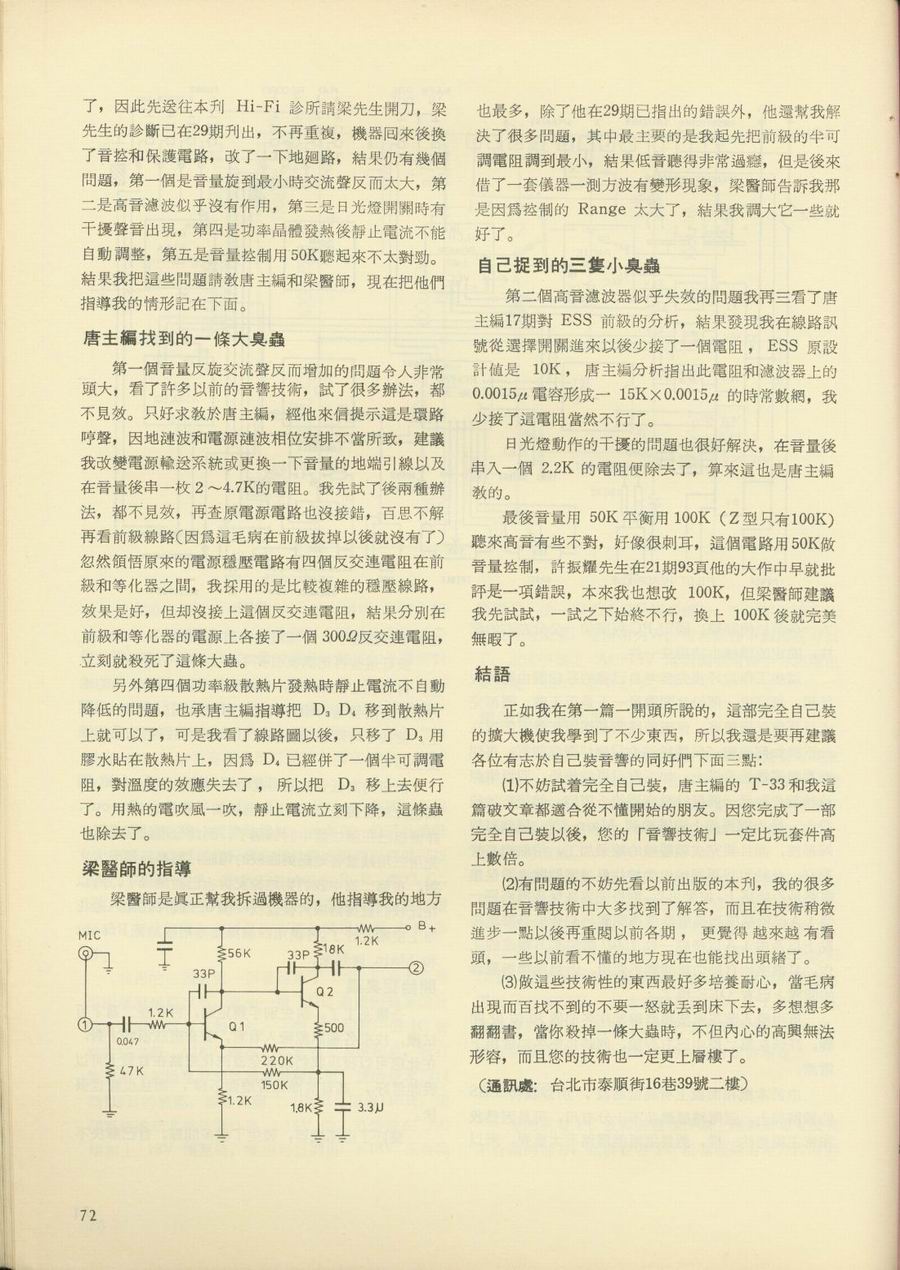 了，因此先送往本刋 Hi-Fi 診所請梁先生開刀，梁
先生的診斷已在29期刋出，不再重複，機器囘來後換
了音控和保護電路，改了一下地廻路，結果仍有幾個
問題，第一個是音量旋到最小時交流聲反而太大，第
二是高音濾波似乎沒有作用，第三是日光燈開關時有
干擾聲音出現，第四是功率晶體發熱後靜止電流不能
自動調整，第五是音量控制用50K聽起來不太對勁。
結果我把這些問題請敎唐主編和梁醫師，現在把他們
指導我的情形記在下面。
唐主編找到的一條大臭蟲
第一個音量反旋交流聲反而增加的問題令人非常
頭大，看了許多以前的音響技術，試了很多辦法，都
不見效。只好求敎於唐主編，經他來信提示這是環路
哼聲，因地漣波和電源漣波相位安排不當所致，建議
我改變電源輸送系統或更換一下音量的地端引線以及
在音量後串一枚 2 ～4.7K的電阻。我先試了後兩種辦
法，都不見效，再查原電源電路也沒接錯，百思不解
再看前級線路（因爲這毛病在前級拔掉以後就沒有了）
忽然領悟原來的電源穩壓電路有四個反交連電阻在前
級和等化器之間，我採用的是比較複雜的穩壓線路，
效果是好，但却沒接上這個反交連電阻，結果分別在
前級和等化器的電源上各接了一個 300Ω反交連電阻，
立刻就殺死了這條大蟲。
另外第四個功率級散熱片發熱時靜止電流不自動
降低的問題，也承唐主編指導把 D₃ D₄ 移到散熱片
上就可以了，可是我看了線路圖以後，只移了 D₃ 用
膠水貼在散熱片上，因爲 D₄ 已經併了一個半可調電
阻，對溫度的效應失去了，所以把 D₃ 移上去便行
了。用熱的電吹風一吹，靜止電流立刻下降，這條蟲
也除去了。
梁醫師的指導
梁醫師是眞正幫我拆過機器的，他指導我的地方
MIC
B+
1.2K
56K
33P
18K
②
33P
Q2
1.2K
①
Q1
500
0.047
220K
47K
150K
1.2K
1.8K
3.3μ
72
也最多，除了他在29期已指出的錯誤外，他還幫我解
決了很多問題，其中最主要的是我起先把前級的半可
調電阻調到最小，結果低音聽得非常過癮，但是後來
借了一套儀器一測方波有變形現象，梁醫師告訴我那
是因爲控制的 Range 太大了，結果我調大它一些就
好了。
自己捉到的三隻小臭蟲
第二個高音濾波器似乎失效的問題我再三看了唐
主編17期對 ESS 前級的分析，結果發現我在線路訊
號從選擇開關進來以後少接了一個電阻，ESS 原設
計値是 10K，唐主編分析指出此電阻和濾波器上的
0.0015μ 電容形成一 15K×0.0015μ 的時常數網，我
少接了這電阻當然不行了。
日光燈動作的干擾的問題也很好解決，在音量後
串入一個 2.2K 的電阻便除去了，算來這也是唐主編
敎的。
最後音量用 50K 平衡用 100K（Z型只有100K）
聽來高音有些不對，好像很刺耳，這個電路用50K做
音量控制，許振耀先生在21期93頁他的大作中早就批
評是一項錯誤，本來我也想改 100K，但梁醫師建議
我先試試，一試之下始終不行，換上 100K 後就完美
無暇了。
結語
正如我在第一篇一開頭所說的，這部完全自己裝
的擴大機使我學到了不少東西，所以我還是要再建議
各位有志於自己裝音響的同好們下面三點：
⑴不妨試着完全自己裝，唐主編的 T-33和我這
篇破文章都適合從不懂開始的朋友。因您完成了一部
完全自己裝以後，您的「音響技術」一定比玩套件高
上數倍。
⑵有問題的不妨先看以前出版的本刋，我的很多
問題在音響技術中大多找到了解答，而且在技術稍微
進步一點以後再重閱以前各期，更覺得 越來越 有看
頭，一些以前看不懂的地方現在也能找出頭緒了。
⑶做這些技術性的東西最好多培養耐心，當毛病
出現而百找不到的不要一怒就丟到床下去，多想想多
翻翻書，當你殺掉一條大蟲時，不但內心的高興無法
形容，而且您的技術也一定更上層樓了。
（通訊處：台北市泰順街16巷39號二樓）